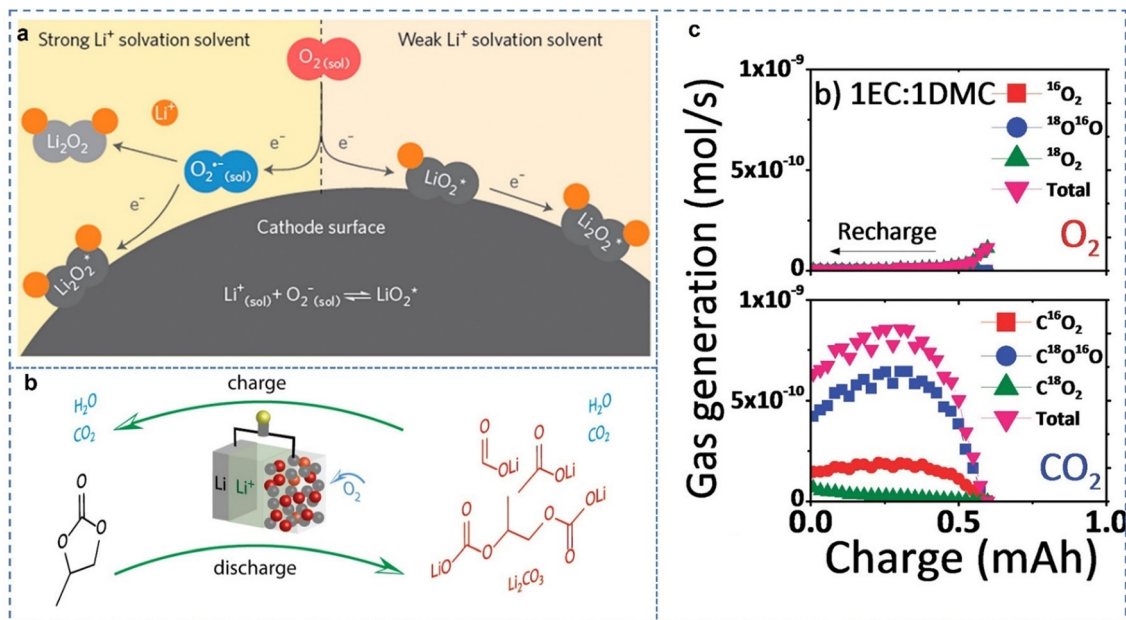 a
Strong Li⁺ solvation solvent
Weak Li⁺ solvation solvent
O₂(sol)
Li⁺
Li₂O₂
e⁻
e⁻
O₂•⁻(sol)
LiO₂*
e⁻
e⁻
Li₂O₂*
Li₂O₂*
Cathode surface
Li⁺(sol) + O₂⁻(sol) ⇌ LiO₂*
b
charge
H₂O
CO₂
H₂O
CO₂
Li
Li⁺
O₂
discharge
O
O
O
O
OLi
O
OLi
O
OLi
O
O
O
LiO
O
Li₂CO₃
c
Gas generation (mol/s)
1x10⁻⁹
5x10⁻¹⁰
0
b) 1EC:1DMC
¹⁶O₂
¹⁸O¹⁶O
¹⁸O₂
Total
Recharge
O₂
1x10⁻⁹
5x10⁻¹⁰
0
C¹⁶O₂
C¹⁸O¹⁶O
C¹⁸O₂
Total
CO₂
0.0
0.5
1.0
Charge (mAh)